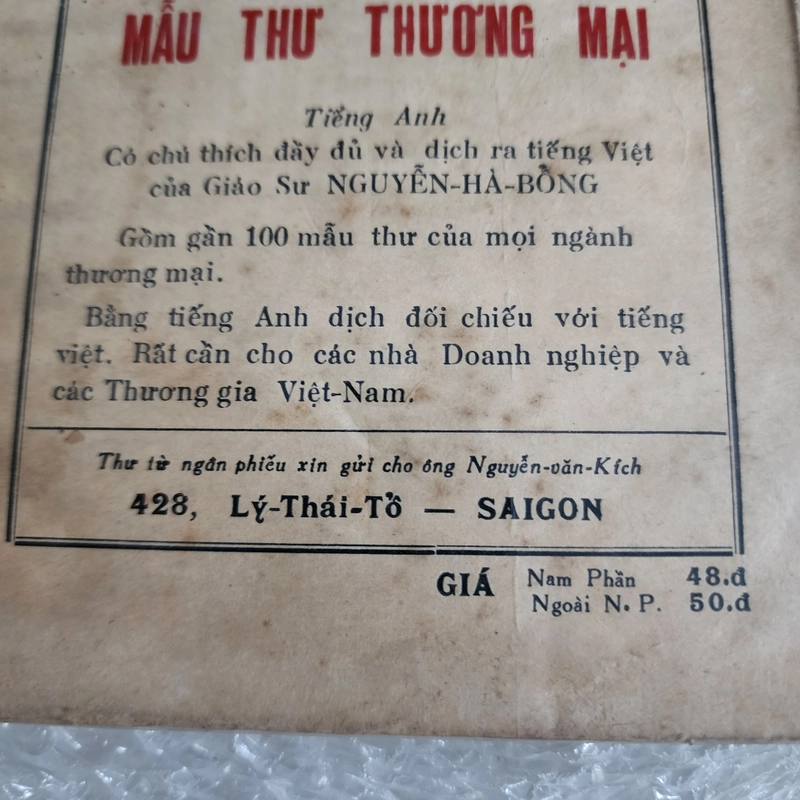 MẪU THƯ THƯƠNG MẠI
Tiếng Anh
Có chú thích đầy đủ và dịch ra tiếng Việt
của Giáo Sư NGUYỄN-HÀ-BỔNG
Gồm gần 100 mẫu thư của mọi ngành
thương mại.
Bằng tiếng Anh dịch đối chiếu với tiếng
việt. Rất cần cho các nhà Doanh nghiệp và
các Thương gia Việt-Nam.
Thư từ ngân phiếu xin gửi cho ông Nguyễn-văn-Kích
428, Lý-Thái-Tổ — SAIGON
GIÁ Nam Phần 48.đ
Ngoài N. P. 50.đ